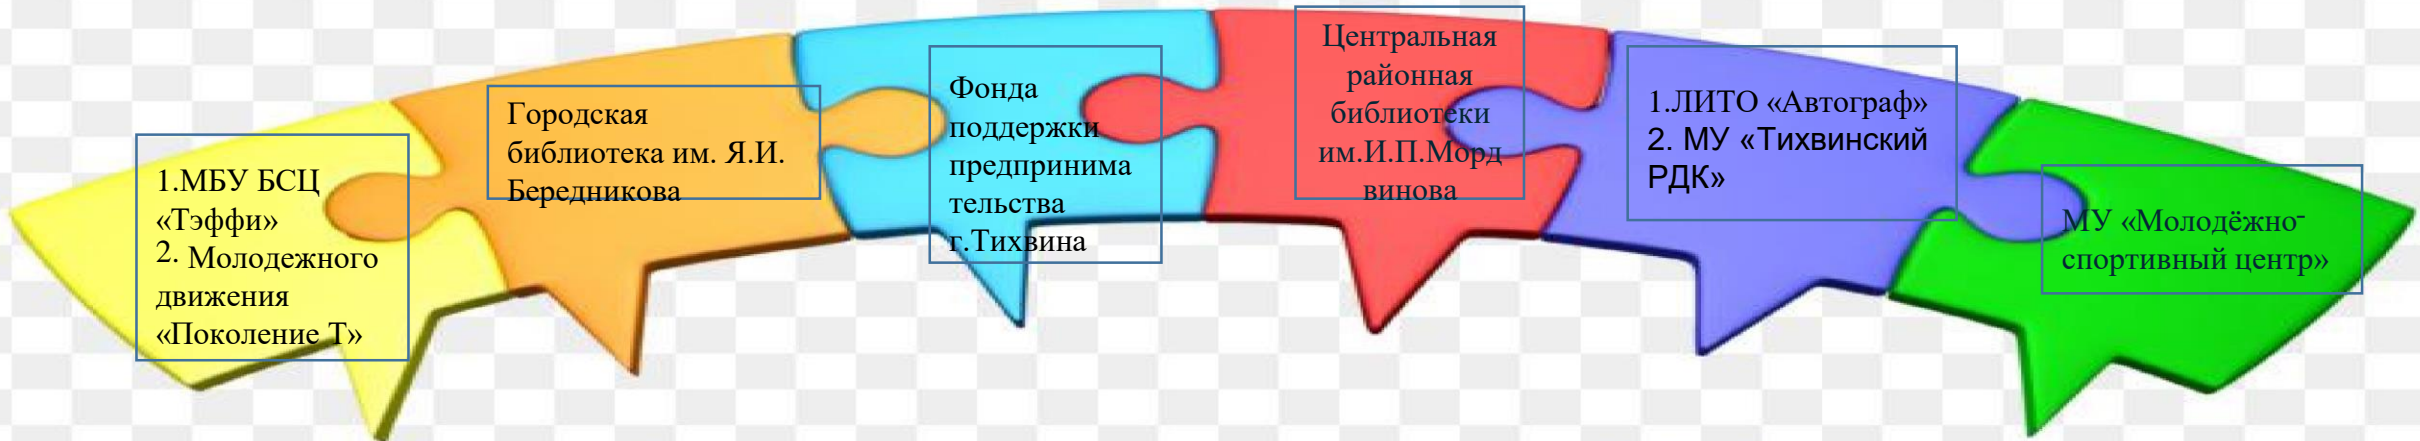 1.МБУ БСЦ
«Тэффи»
2. Молодежного
движения
«Поколение Т»
Городская
библиотека им. Я.И.
Бередникова
Фонда
поддержки
предпринима
тельства
г.Тихвина
Центральная
районная
библиотеки
им.И.П.Морд
винова
1.ЛИТО «Автограф»
2. МУ «Тихвинский
РДК»
МУ «Молодёжно-
спортивный центр»